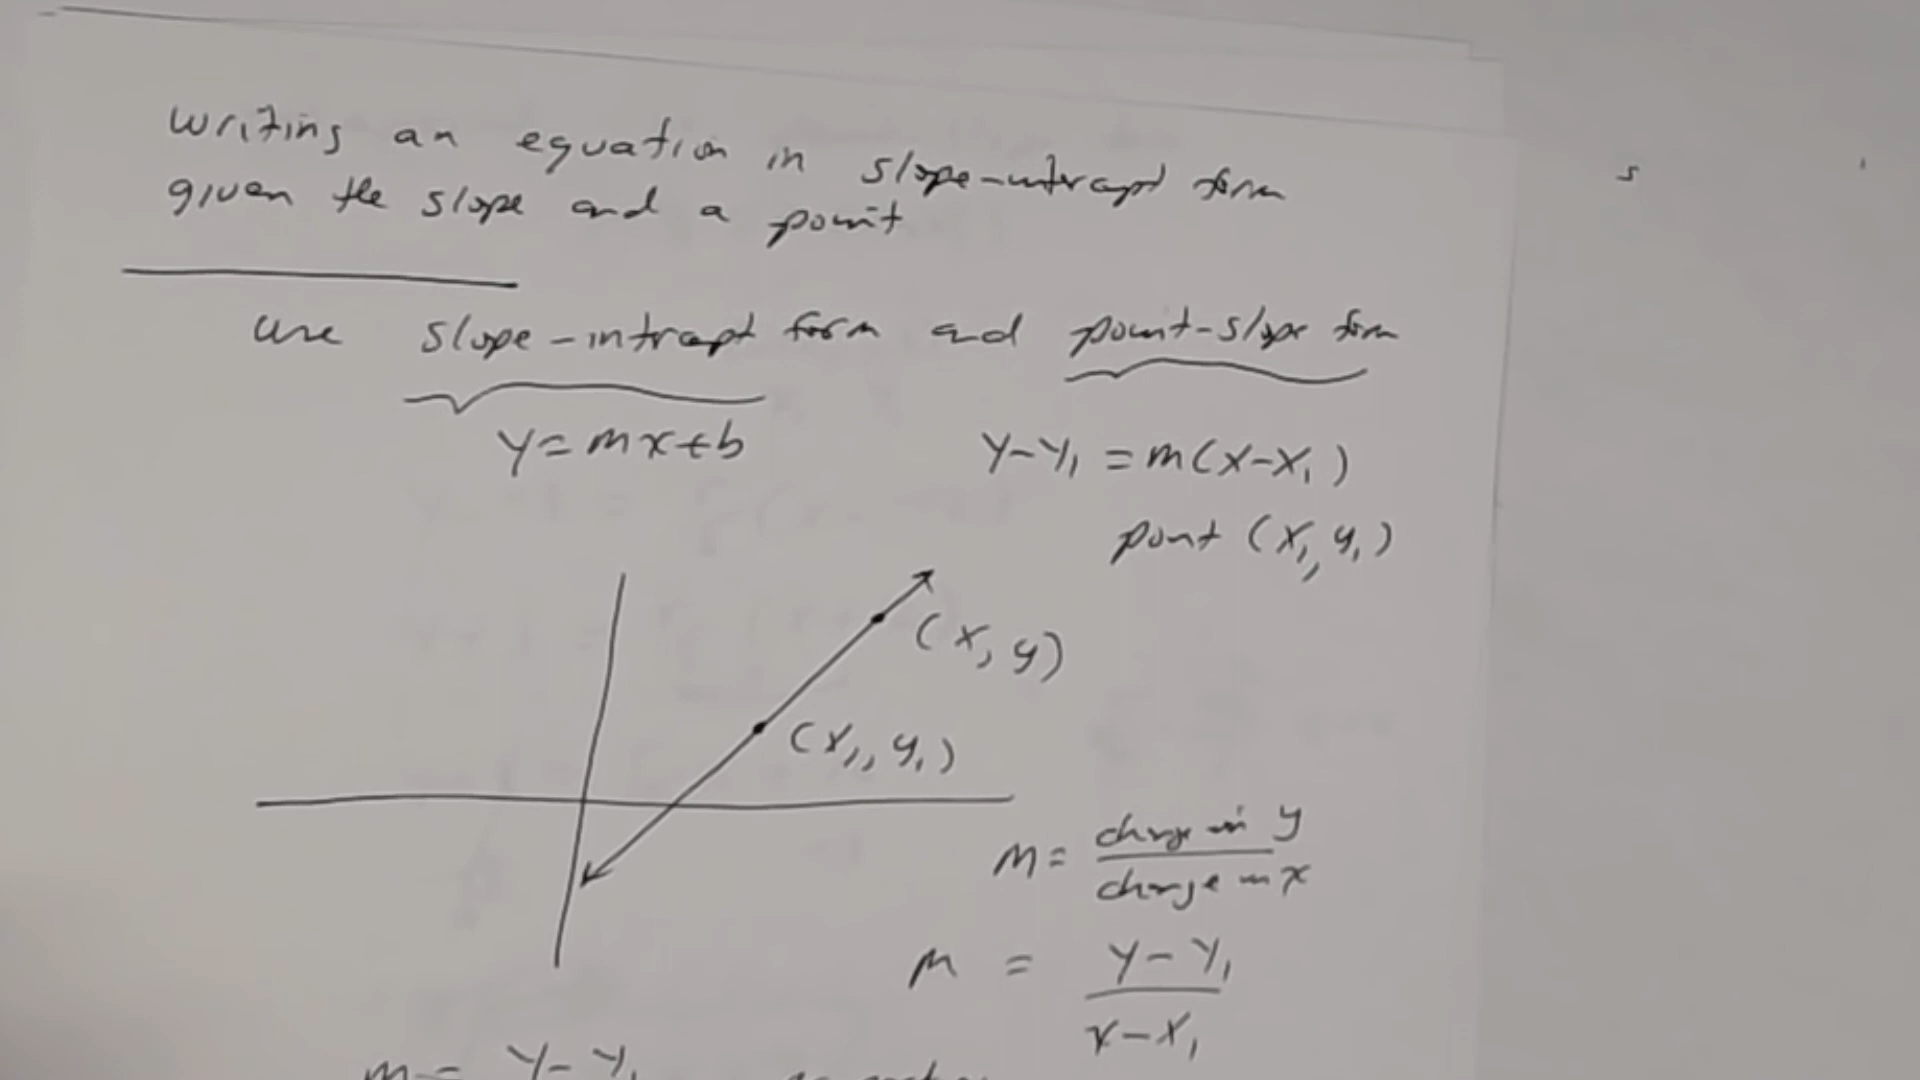 writing an equation in slope-intercept form
given the slope and a point
use slope-intercept form and point-slope form
y=mx+b
y-y₁ = m(x-x₁)
point (x₁, y₁)
(x, y)
(x₁, y₁)
m = change in y / change in x
m = y-y₁ / x-x₁
m = y-y₁